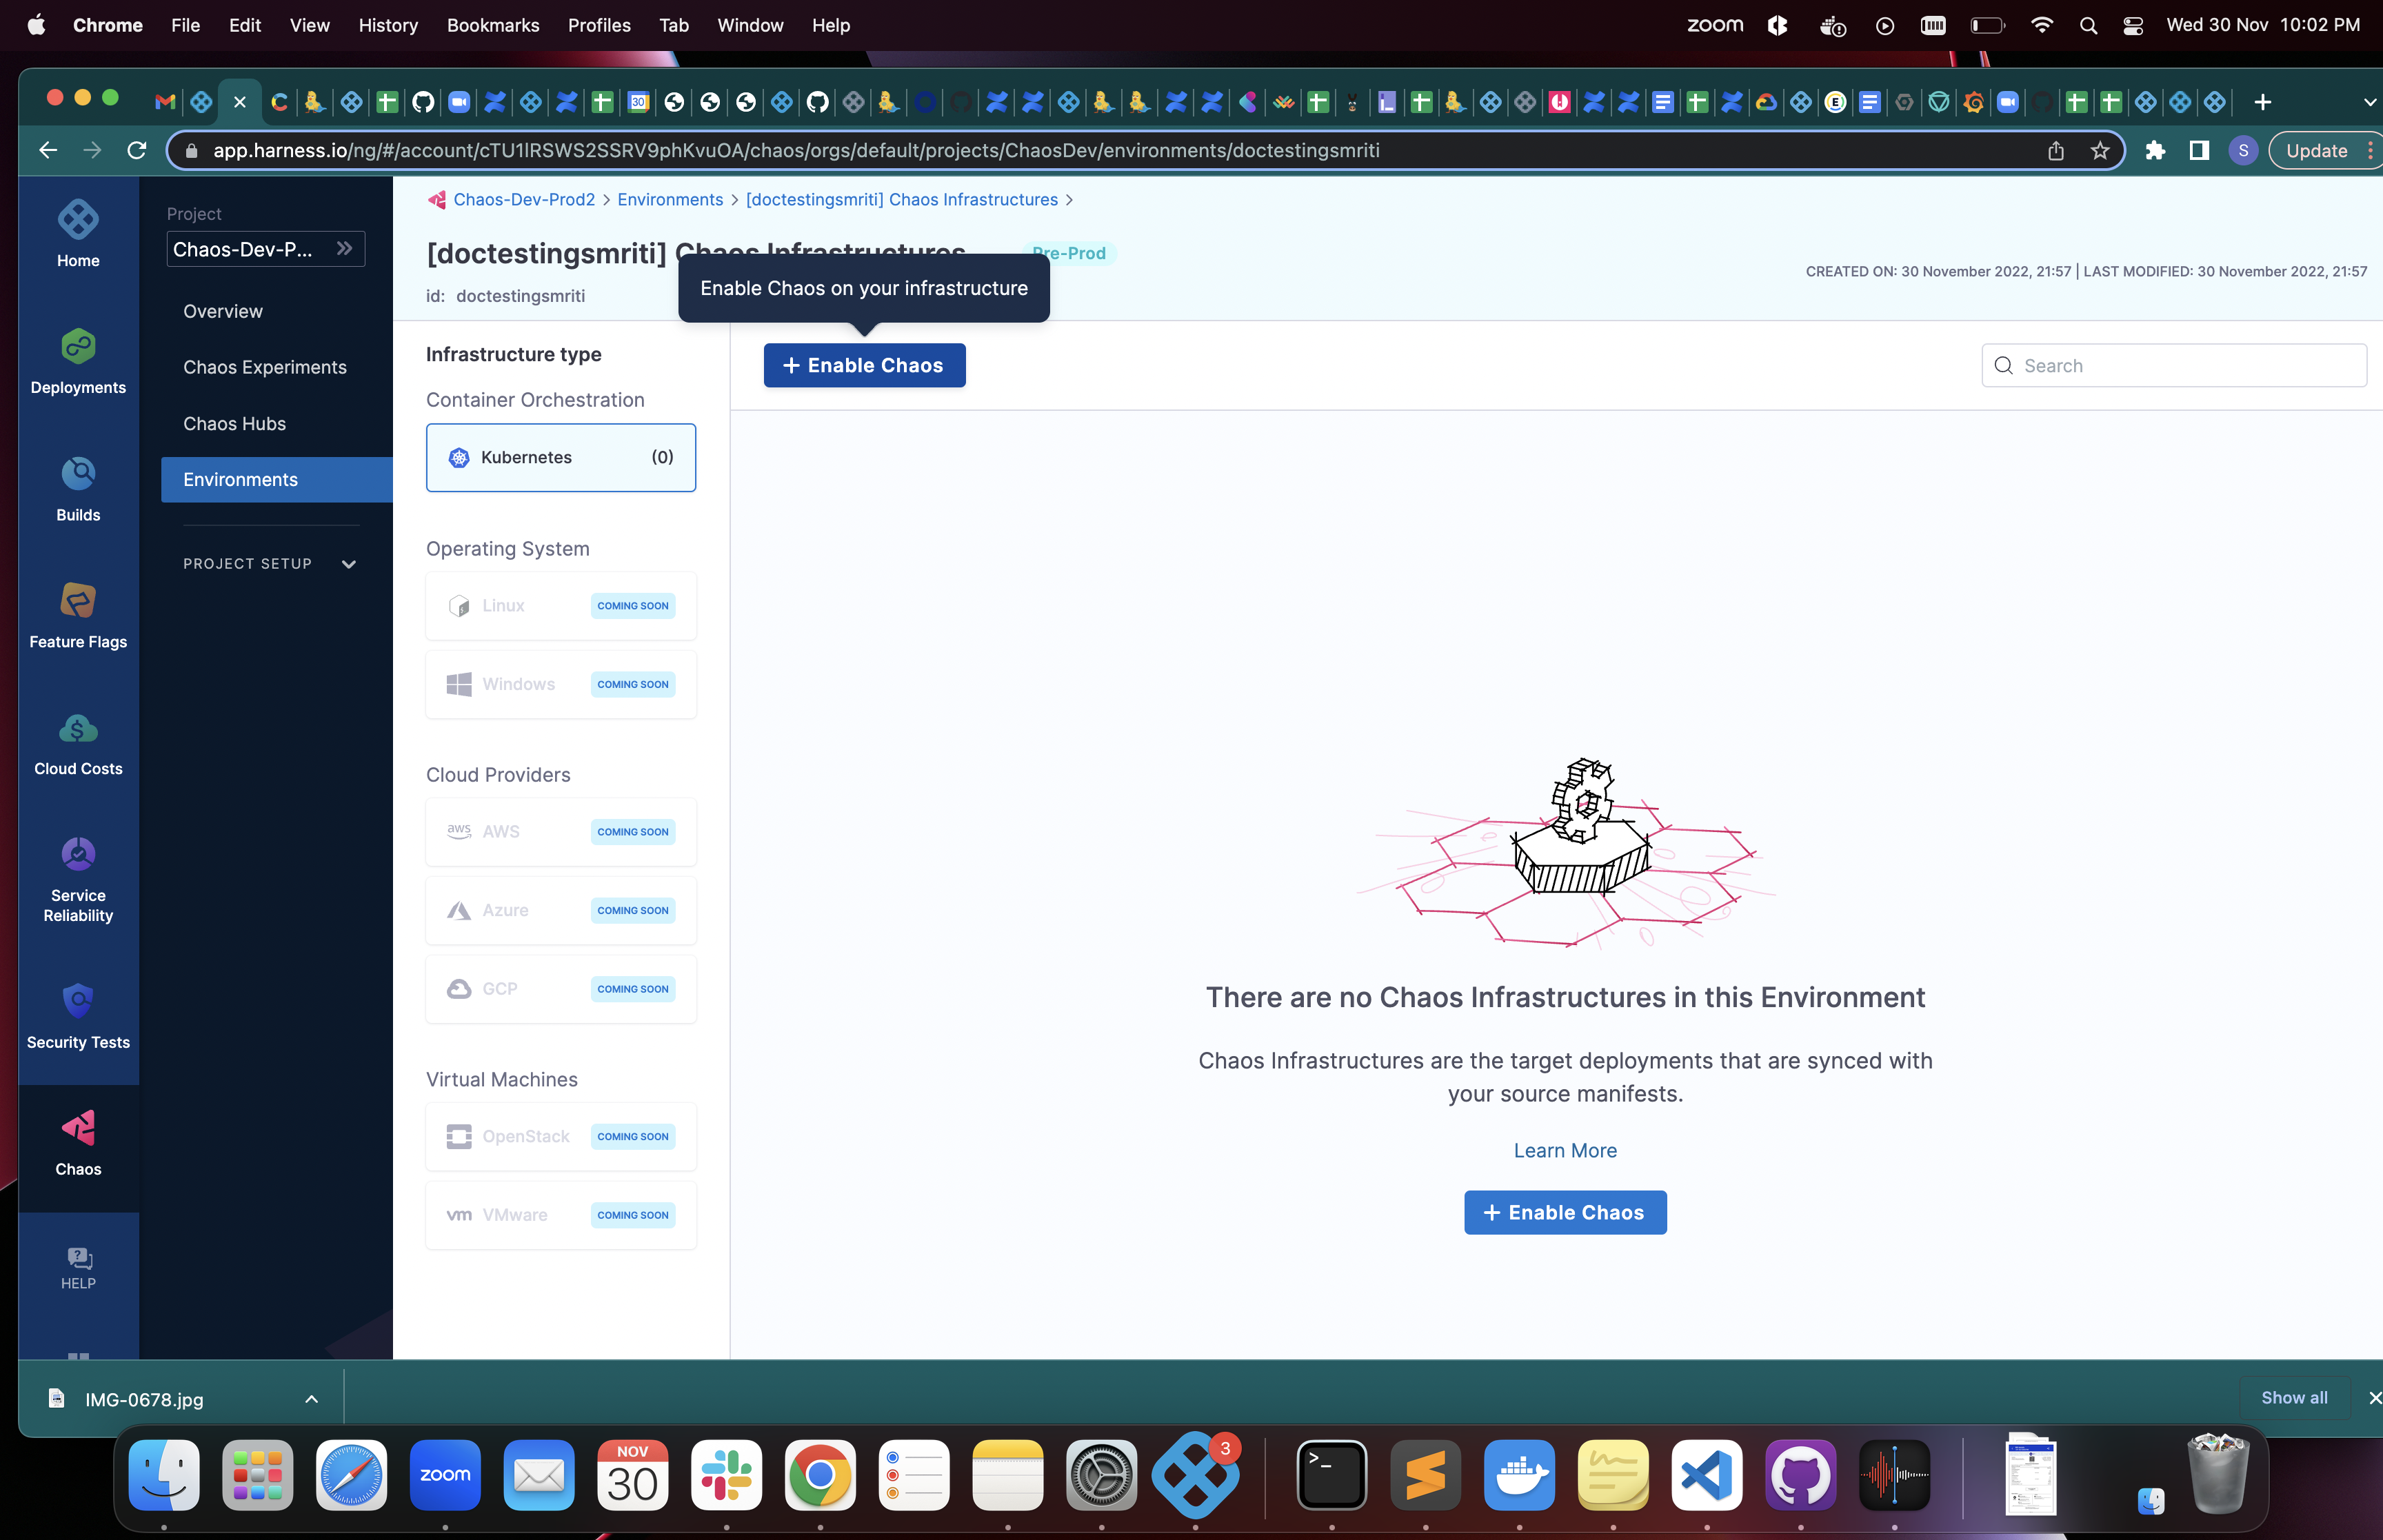 Chrome File Edit View History Bookmarks Profiles Tab Window Help
zoom Wed 30 Nov 10:02 PM
app.harness.io/ng/#/account/cTU1lRSWS2SSRV9phKvuOA/chaos/orgs/default/projects/ChaosDev/environments/doctestingsmriti
S Update
Home
Deployments
Builds
Feature Flags
Cloud Costs
Service
Reliability
Security Tests
Chaos
HELP
Project
Chaos-Dev-P...
Overview
Chaos Experiments
Chaos Hubs
Environments
PROJECT SETUP
Chaos-Dev-Prod2 > Environments > [doctestingsmriti] Chaos Infrastructures >
[doctestingsmriti] Chaos Infrastructures Pre-Prod
id: doctestingsmriti
CREATED ON: 30 November 2022, 21:57 | LAST MODIFIED: 30 November 2022, 21:57
Enable Chaos on your infrastructure
+ Enable Chaos
Search
Infrastructure type
Container Orchestration
Kubernetes (0)
Operating System
Linux COMING SOON
Windows COMING SOON
Cloud Providers
aws AWS COMING SOON
Azure COMING SOON
GCP COMING SOON
Virtual Machines
OpenStack COMING SOON
vm VMware COMING SOON
There are no Chaos Infrastructures in this Environment
Chaos Infrastructures are the target deployments that are synced with
your source manifests.
Learn More
+ Enable Chaos
IMG-0678.jpg
Show all
zoom
NOV
30
3